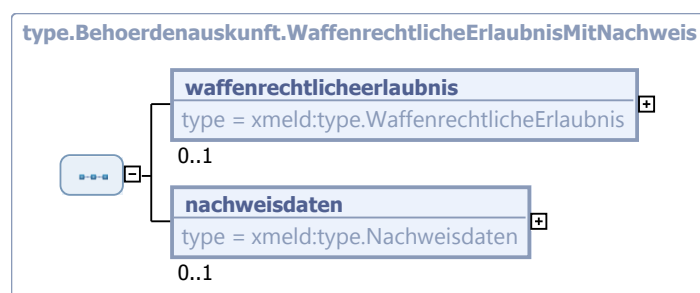 type.Behoerdenauskunft.WaffenrechtlicheErlaubnisMitNachweis
waffenrechtlicheerlaubnis
type = xmeld:type.WaffenrechtlicheErlaubnis
0..1
nachweisdaten
type = xmeld:type.Nachweisdaten
0..1